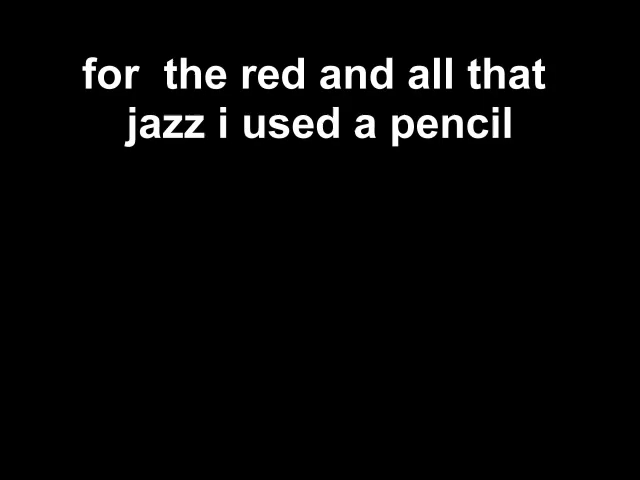 for  the red and all that
jazz i used a pencil